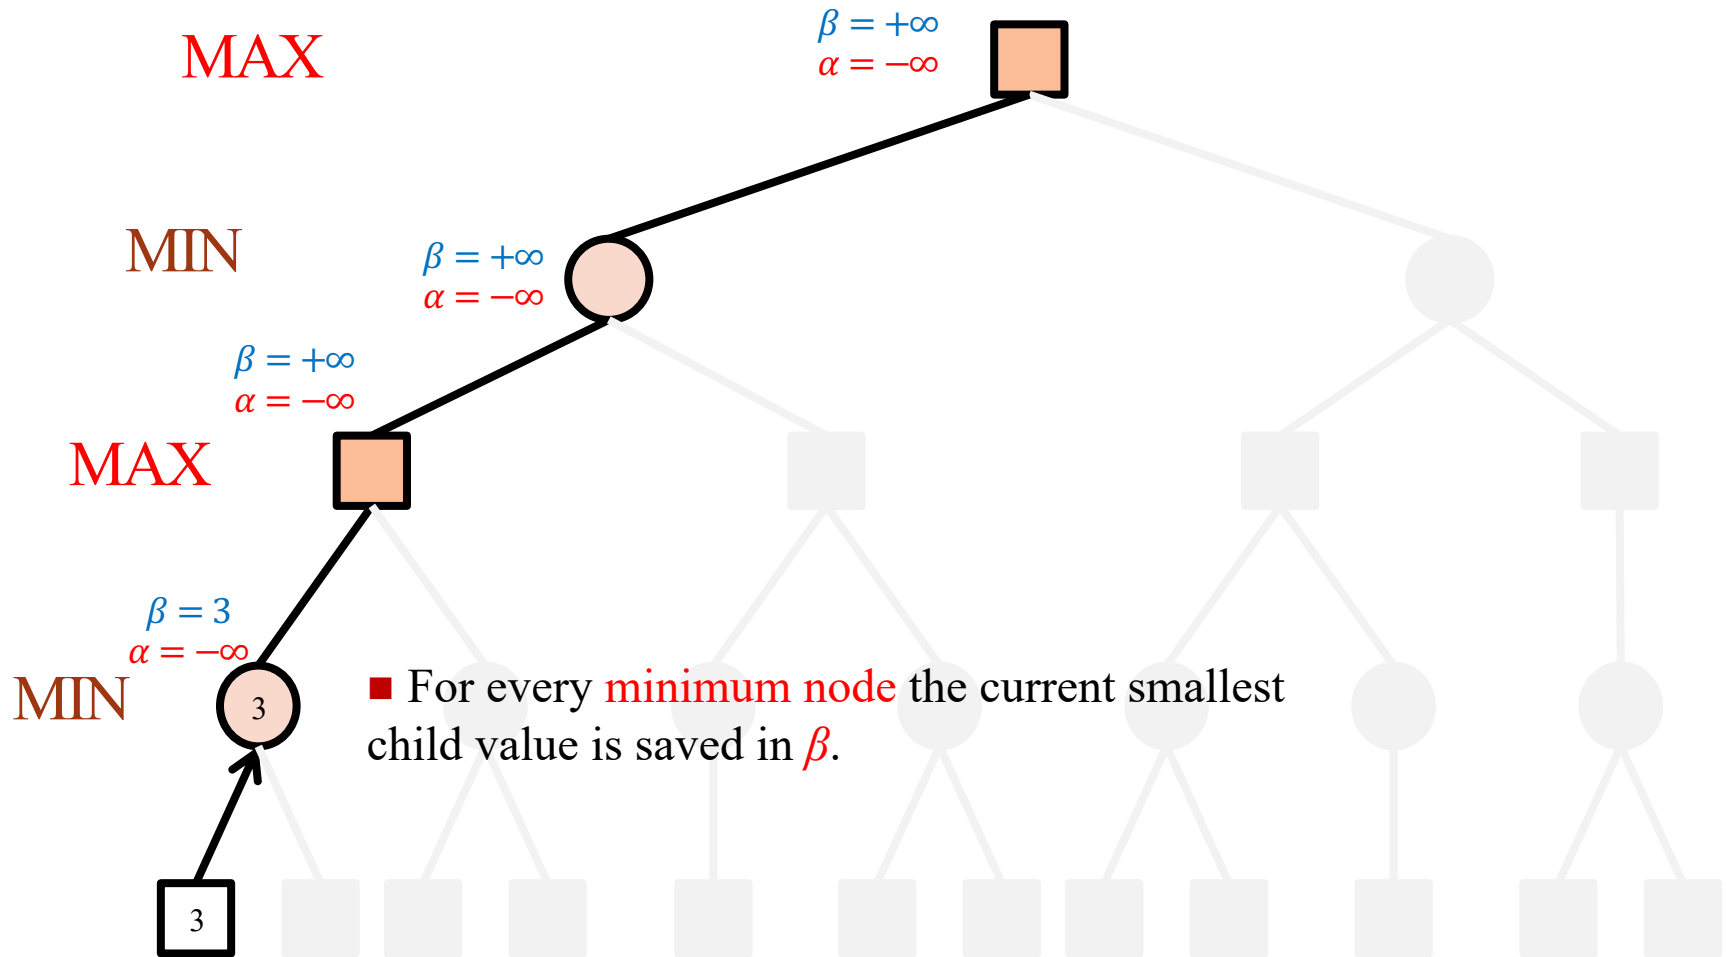 MAX
β = +∞
α = −∞
MIN
β = +∞
α = −∞
β = +∞
α = −∞
MAX
β = 3
α = −∞
MIN
3
■ For every minimum node the current smallest
child value is saved in β.
3